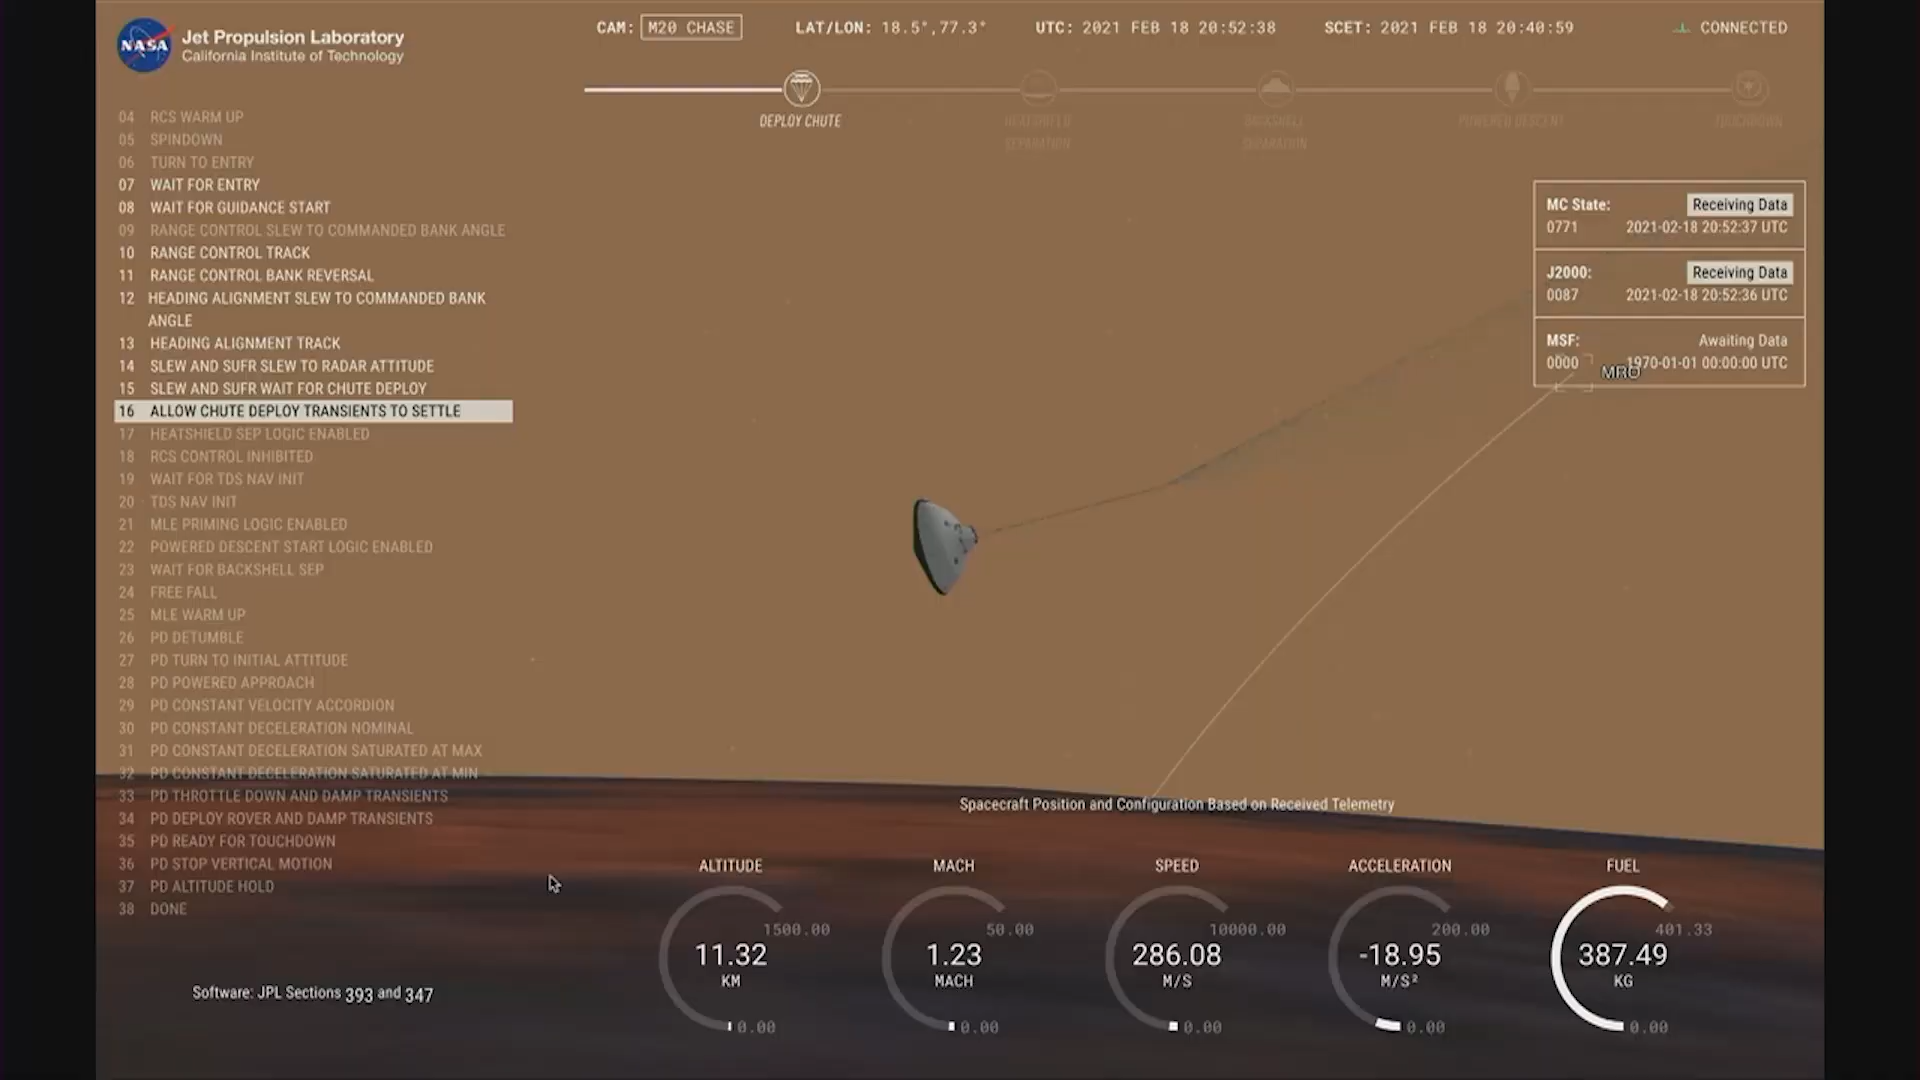 NASA
Jet Propulsion Laboratory
California Institute of Technology
CAM: M20 CHASE
LAT/LON: 18.5°,77.3°
UTC: 2021 FEB 18 20:52:38
SCET: 2021 FEB 18 20:40:59
CONNECTED
DEPLOY CHUTE
HEATSHIELD
SEPARATION
BACKSHELL
SEPARATION
POWERED DESCENT
TOUCHDOWN
04 RCS WARM UP
05 SPINDOWN
06 TURN TO ENTRY
07 WAIT FOR ENTRY
08 WAIT FOR GUIDANCE START
09 RANGE CONTROL SLEW TO COMMANDED BANK ANGLE
10 RANGE CONTROL TRACK
11 RANGE CONTROL BANK REVERSAL
12 HEADING ALIGNMENT SLEW TO COMMANDED BANK
ANGLE
13 HEADING ALIGNMENT TRACK
14 SLEW AND SUFR SLEW TO RADAR ATTITUDE
15 SLEW AND SUFR WAIT FOR CHUTE DEPLOY
16 ALLOW CHUTE DEPLOY TRANSIENTS TO SETTLE
17 HEATSHIELD SEP LOGIC ENABLED
18 RCS CONTROL INHIBITED
19 WAIT FOR TDS NAV INIT
20 TDS NAV INIT
21 MLE PRIMING LOGIC ENABLED
22 POWERED DESCENT START LOGIC ENABLED
23 WAIT FOR BACKSHELL SEP
24 FREE FALL
25 MLE WARM UP
26 PD DETUMBLE
27 PD TURN TO INITIAL ATTITUDE
28 PD POWERED APPROACH
29 PD CONSTANT VELOCITY ACCORDION
30 PD CONSTANT DECELERATION NOMINAL
31 PD CONSTANT DECELERATION SATURATED AT MAX
32 PD CONSTANT DECELERATION SATURATED AT MIN
33 PD THROTTLE DOWN AND DAMP TRANSIENTS
34 PD DEPLOY ROVER AND DAMP TRANSIENTS
35 PD READY FOR TOUCHDOWN
36 PD STOP VERTICAL MOTION
37 PD ALTITUDE HOLD
38 DONE
Software: JPL Sections 393 and 347
MC State: Receiving Data
0771 2021-02-18 20:52:37 UTC
J2000: Receiving Data
0087 2021-02-18 20:52:36 UTC
MSF: Awaiting Data
0000 1970-01-01 00:00:00 UTC
MRO
Spacecraft Position and Configuration Based on Received Telemetry
ALTITUDE
1500.00
11.32
KM
0.00
MACH
50.00
1.23
MACH
0.00
SPEED
10000.00
286.08
M/S
0.00
ACCELERATION
200.00
-18.95
M/S²
0.00
FUEL
401.33
387.49
KG
0.00